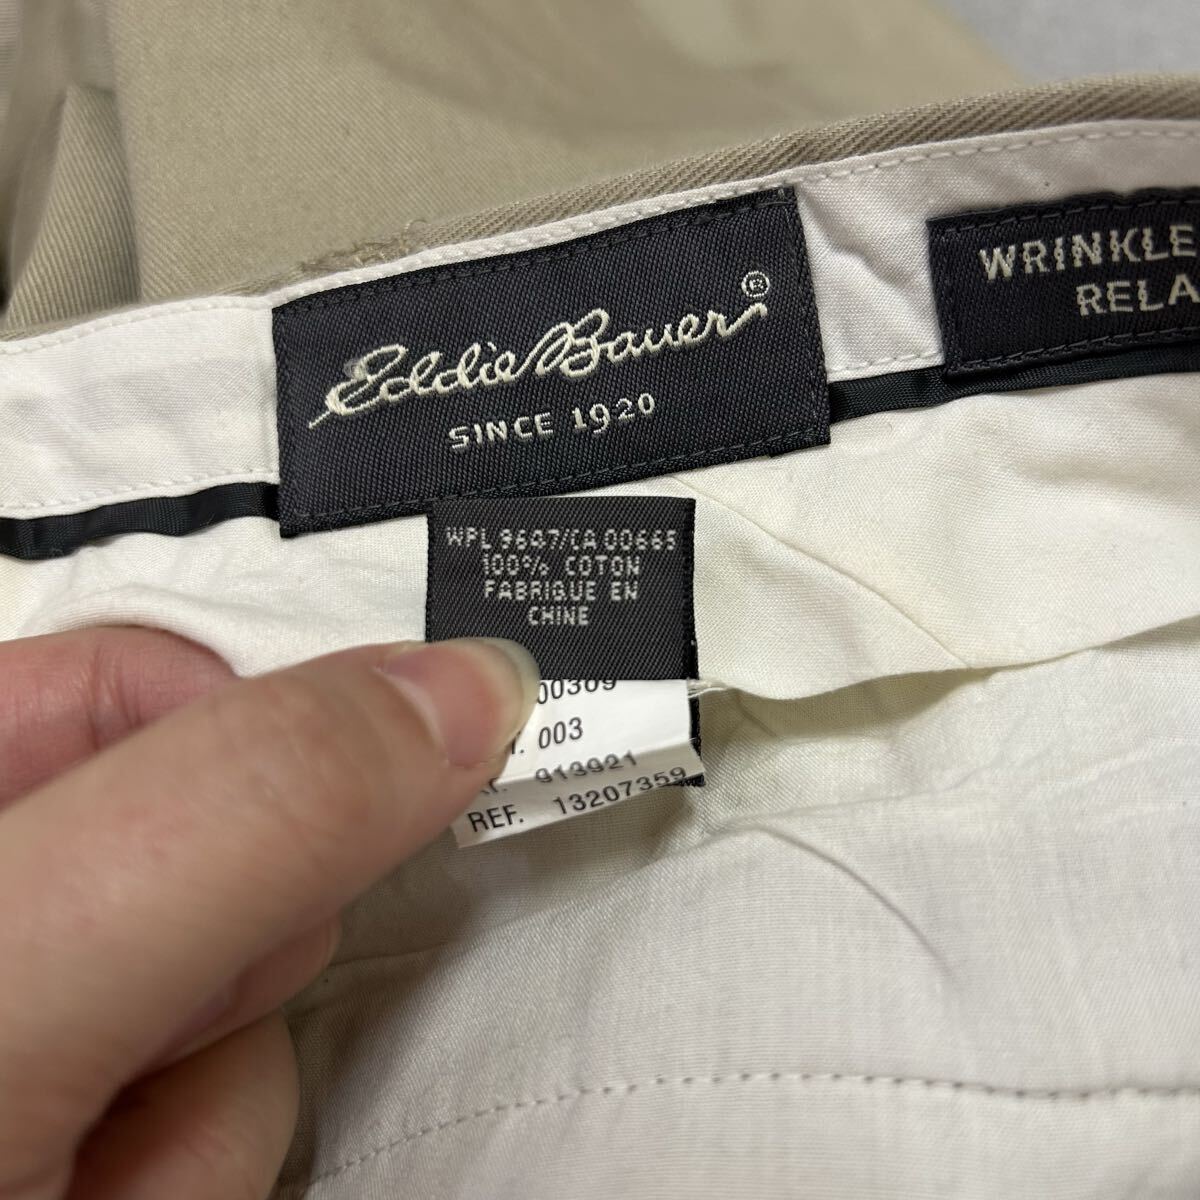 Eddie Bauer®
SINCE 1920
WRINKLE
RELA
WPL 9647/CA 00665
100% COTON
FABRIQUE EN
CHINE
00309
003
913921
REF. 13207359